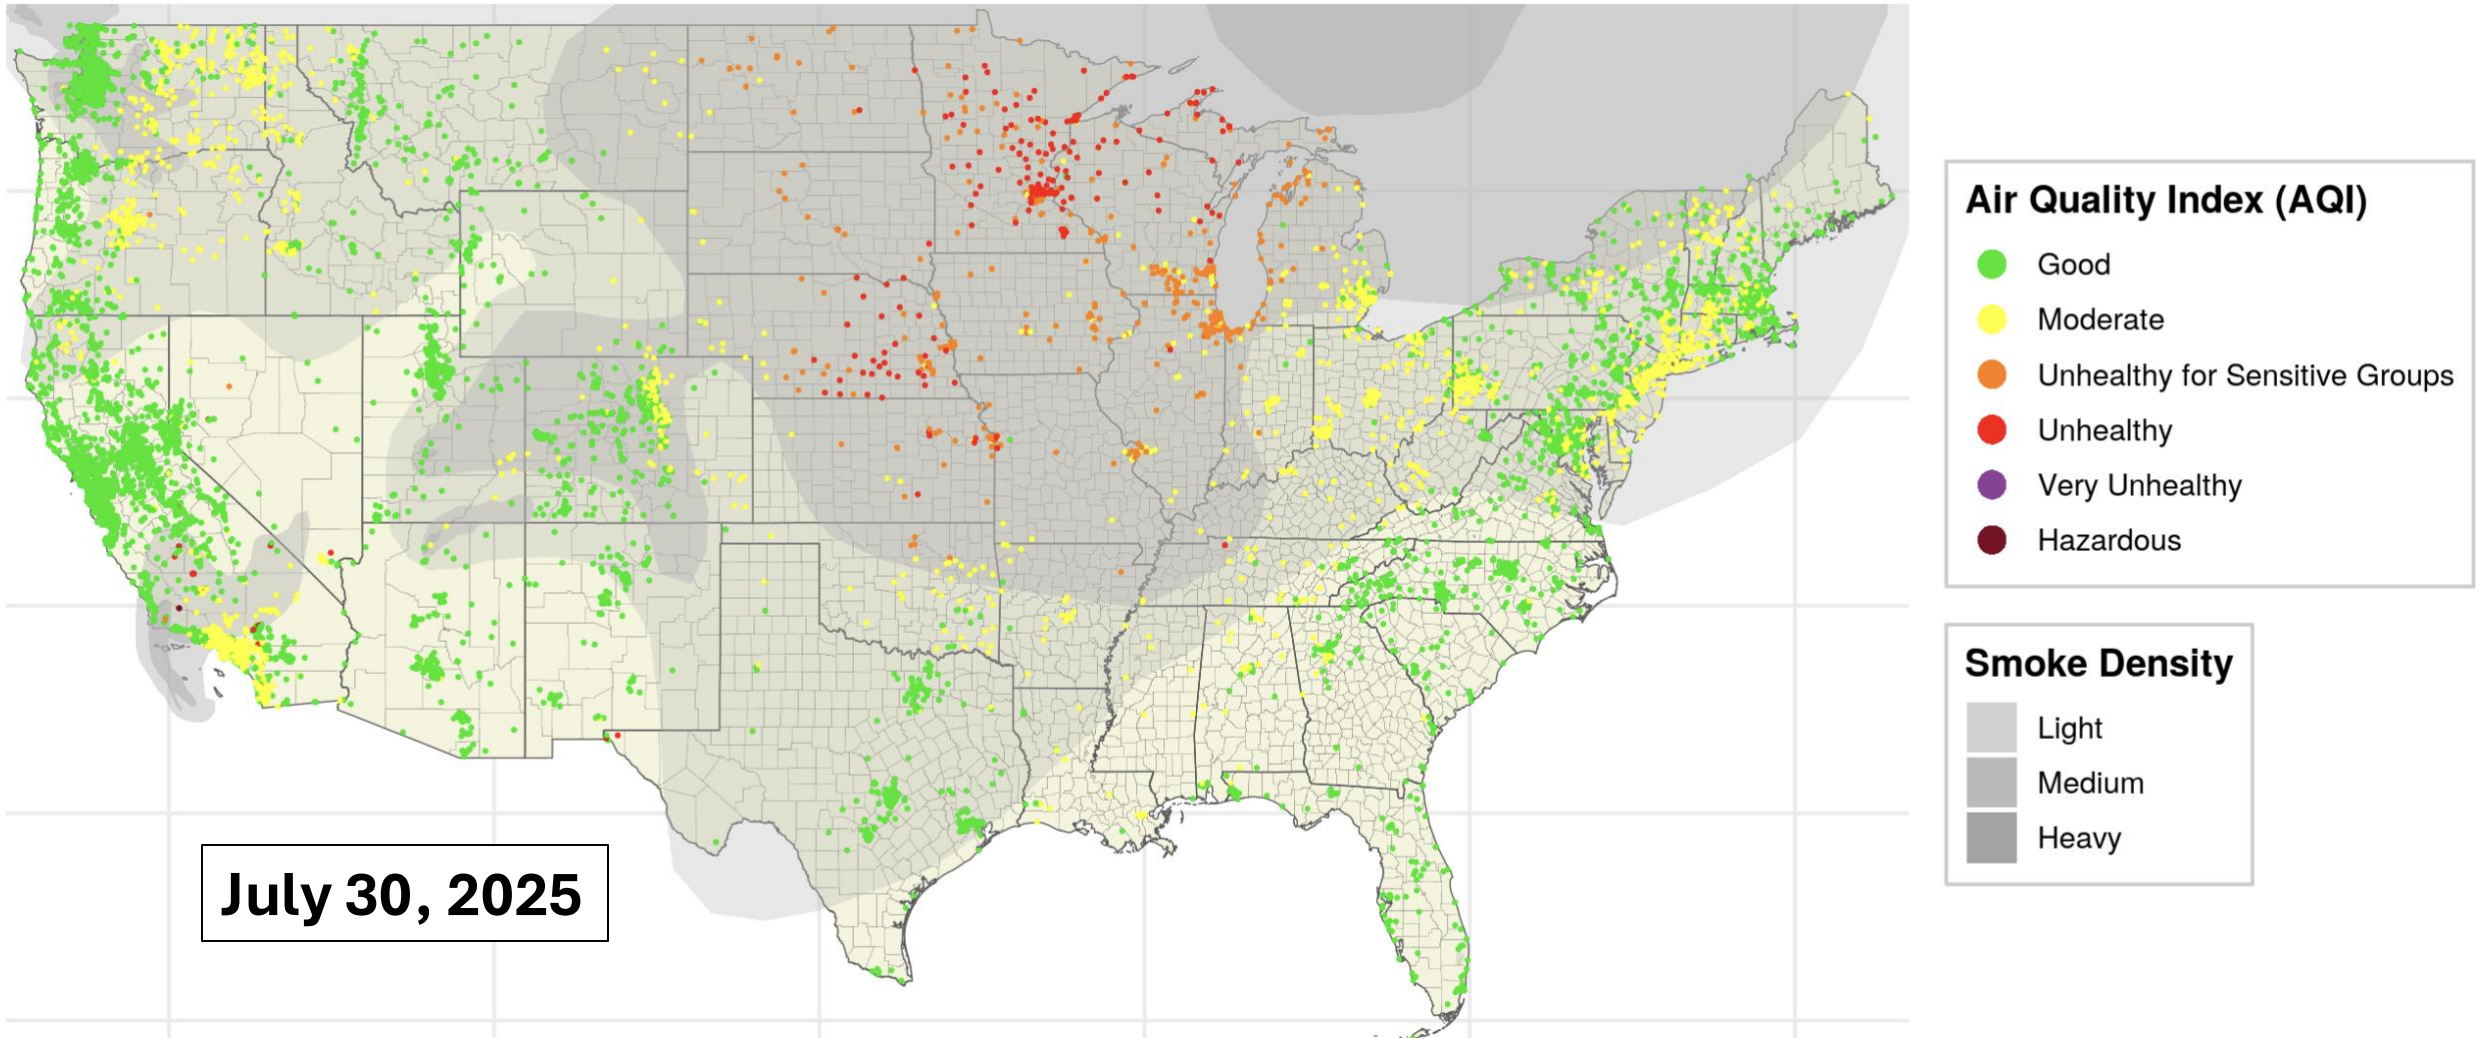 July 30, 2025
Air Quality Index (AQI)
Good
Moderate
Unhealthy for Sensitive Groups
Unhealthy
Very Unhealthy
Hazardous
Smoke Density
Light
Medium
Heavy